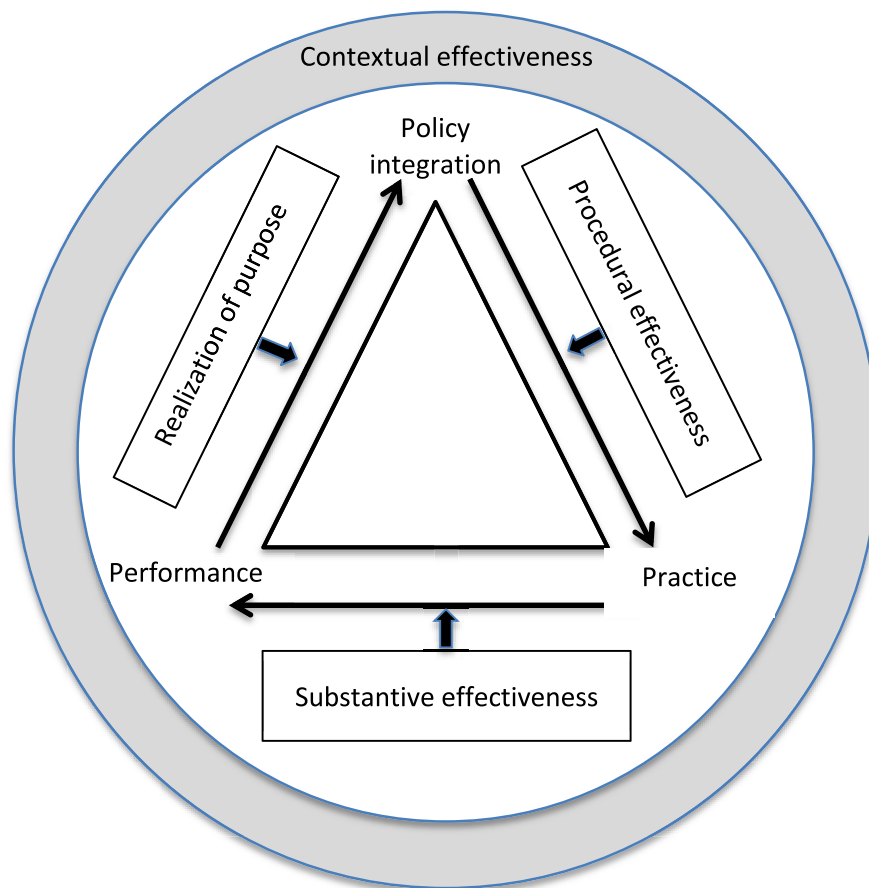 Contextual effectiveness
Policy
integration
Realization of purpose
Procedural effectiveness
Performance
Practice
Substantive effectiveness